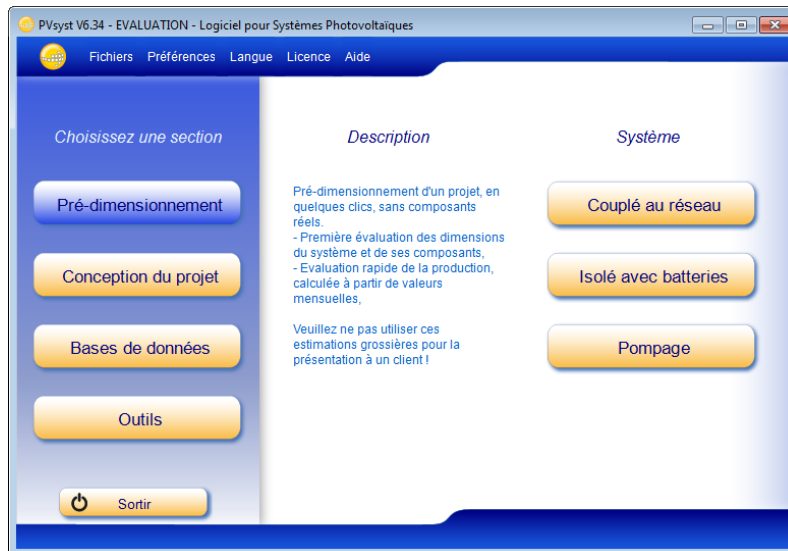 PVsyst V6.34 - EVALUATION - Logiciel pour Systèmes Photovoltaïques
Fichiers Préférences Langue Licence Aide
Choisissez une section
Pré-dimensionnement
Conception du projet
Bases de données
Outils
Sortir
Description
Pré-dimensionnement d'un projet, en
quelques clics, sans composants
réels.
- Première évaluation des dimensions
du système et de ses composants,
- Evaluation rapide de la production,
calculée à partir de valeurs
mensuelles,
Veuillez ne pas utiliser ces
estimations grossières pour la
présentation à un client !
Système
Couplé au réseau
Isolé avec batteries
Pompage